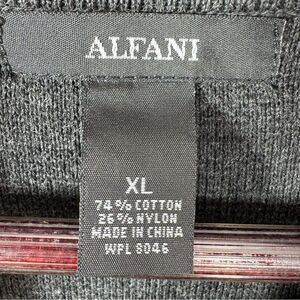 ALFANI
XL
74% COTTON
26% NYLON
MADE IN CHINA
WPL 8046